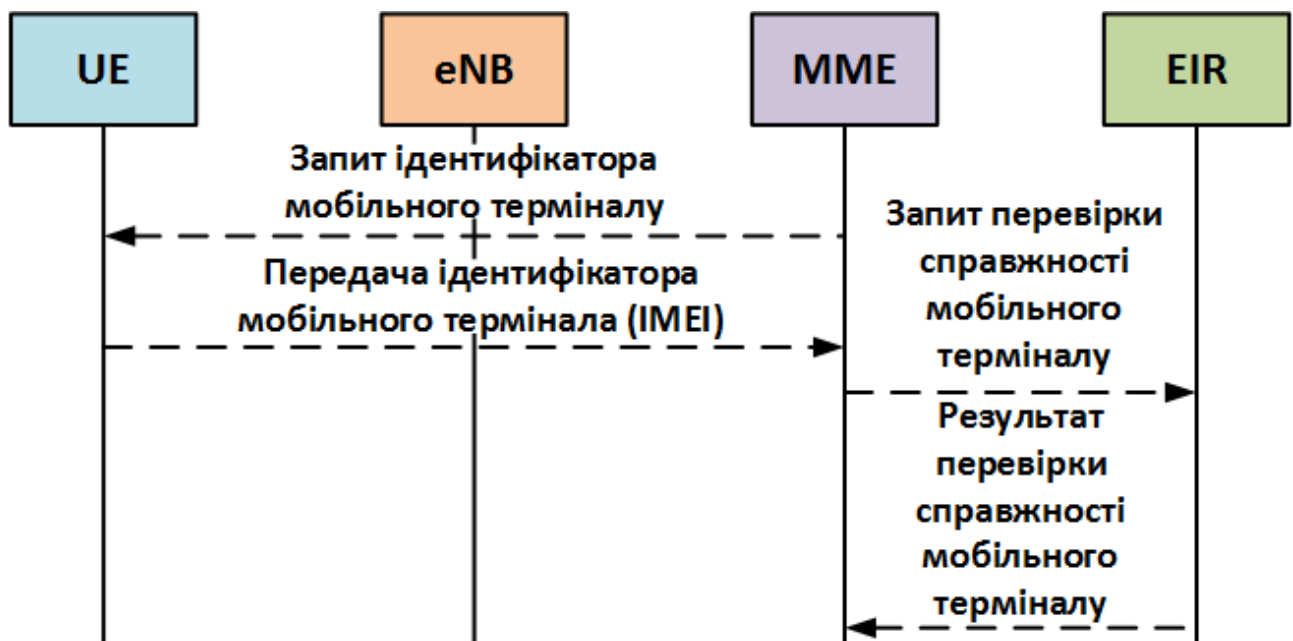 UE
eNB
MME
EIR
Запит ідентифікатора
мобільного терміналу
Передача ідентифікатора
мобільного термінала (IMEI)
Запит перевірки
справжності
мобільного
терміналу
Результат
перевірки
справжності
мобільного
терміналу